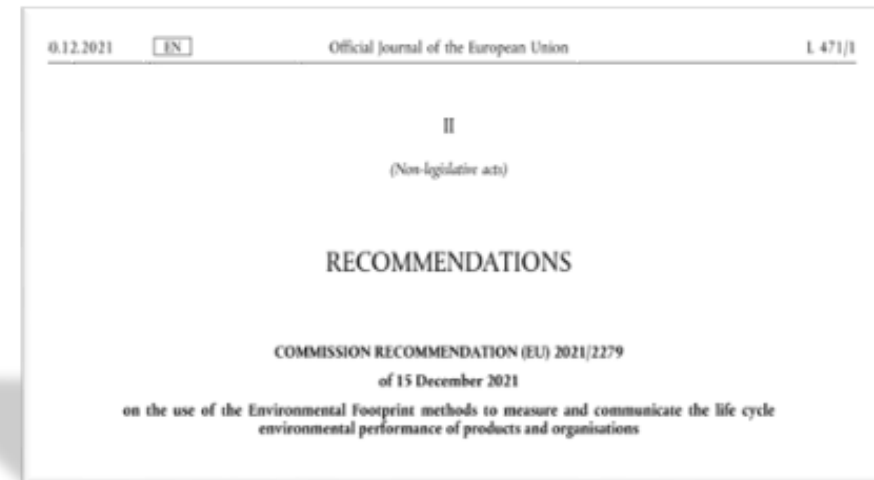 0.12.2021 EN Official Journal of the European Union L 471/1
II
(Non-legislative acts)
RECOMMENDATIONS
COMMISSION RECOMMENDATION (EU) 2021/2279
of 15 December 2021
on the use of the Environmental Footprint methods to measure and communicate the life cycle
environmental performance of products and organisations